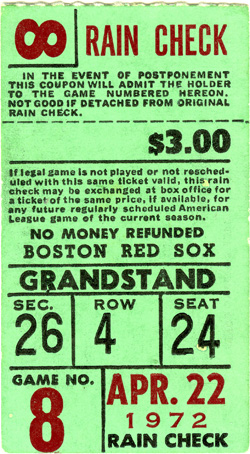 8 RAIN CHECK
IN THE EVENT OF POSTPONEMENT
THIS COUPON WILL ADMIT THE HOLDER
TO THE GAME NUMBERED HEREON.
NOT GOOD IF DETACHED FROM ORIGINAL
RAIN CHECK.
$3.00
If legal game is not played or not resched-
uled with this same ticket valid, this rain
check may be exchanged at box office for
a ticket of the same price, if available, for
any future regularly scheduled American
League game of the current season.
NO MONEY REFUNDED
BOSTON RED SOX
GRANDSTAND
SEC. ROW SEAT
26 4 24
GAME NO.
8
APR. 22
1972
RAIN CHECK